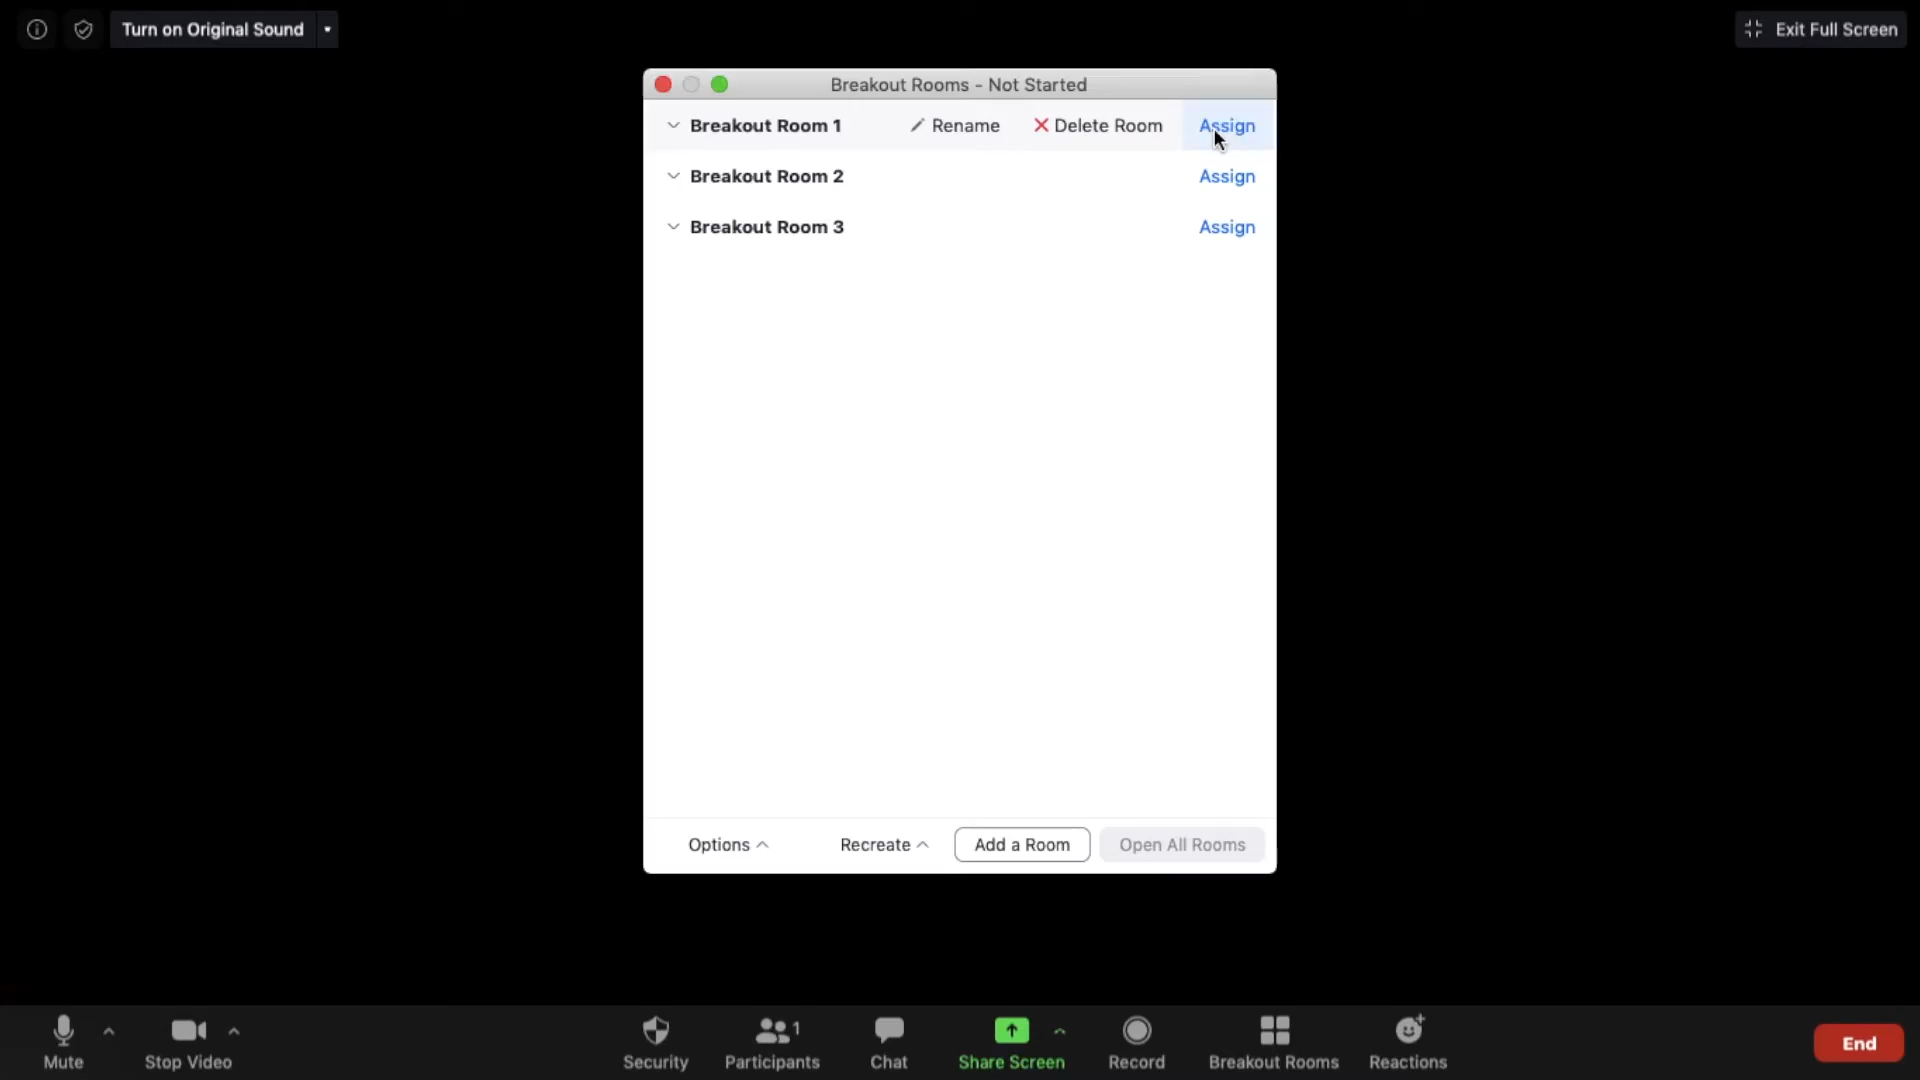 Turn on Original Sound
Exit Full Screen
Breakout Rooms - Not Started
Breakout Room 1 Rename Delete Room Assign
Breakout Room 2 Assign
Breakout Room 3 Assign
Options Recreate Add a Room Open All Rooms
1
Mute Stop Video Security Participants Chat Share Screen Record Breakout Rooms Reactions End